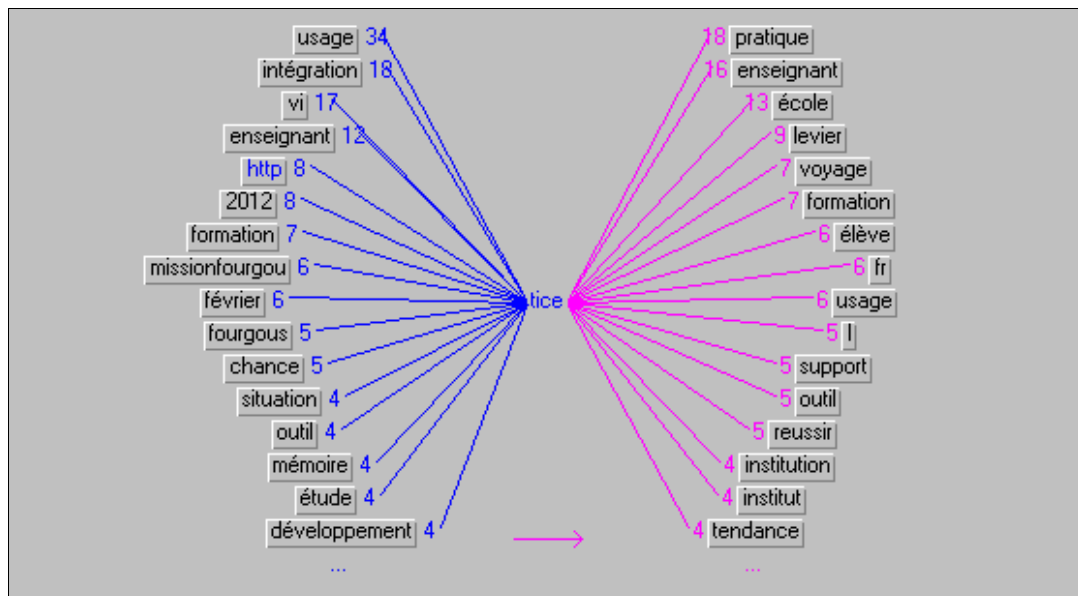 usage 34 18 pratique
intégration 18 16 enseignant
vi 17 13 école
enseignant 12 9 levier
http 8 7 voyage
2012 8 7 formation
formation 7 6 élève
missionfourgou 6 6 fr
février 6 tice 6 usage
fourgous 5 5 l
chance 5 5 support
situation 4 5 outil
outil 4 5 reussir
mémoire 4 4 institution
étude 4 4 institut
développement 4 4 tendance
... ...